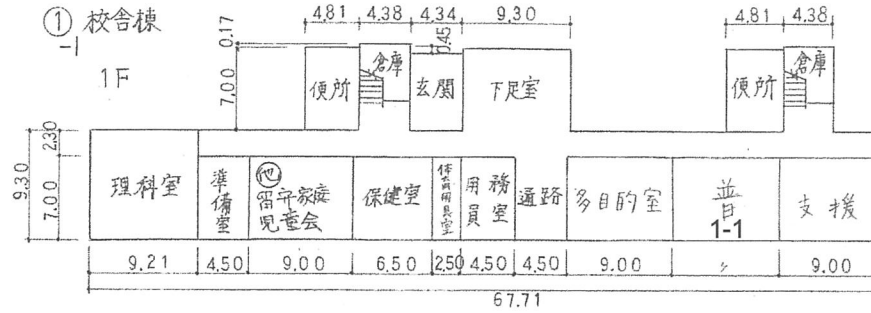 ① 校舎棟
1-
1F
4.81 4.38 4.34 9.30 4.81 4.38
0.17 0.45
7.00
便所 倉庫 玄関 下足室 便所 倉庫
9.30 2.30 7.00
理科室 準備室 他 留守家庭児童会 保健室 体育用具室 用務員室 通路 多目的室 普 1-1 支援
9.21 4.50 9.00 6.50 2.50 4.50 4.50 9.00 〃 9.00
67.71